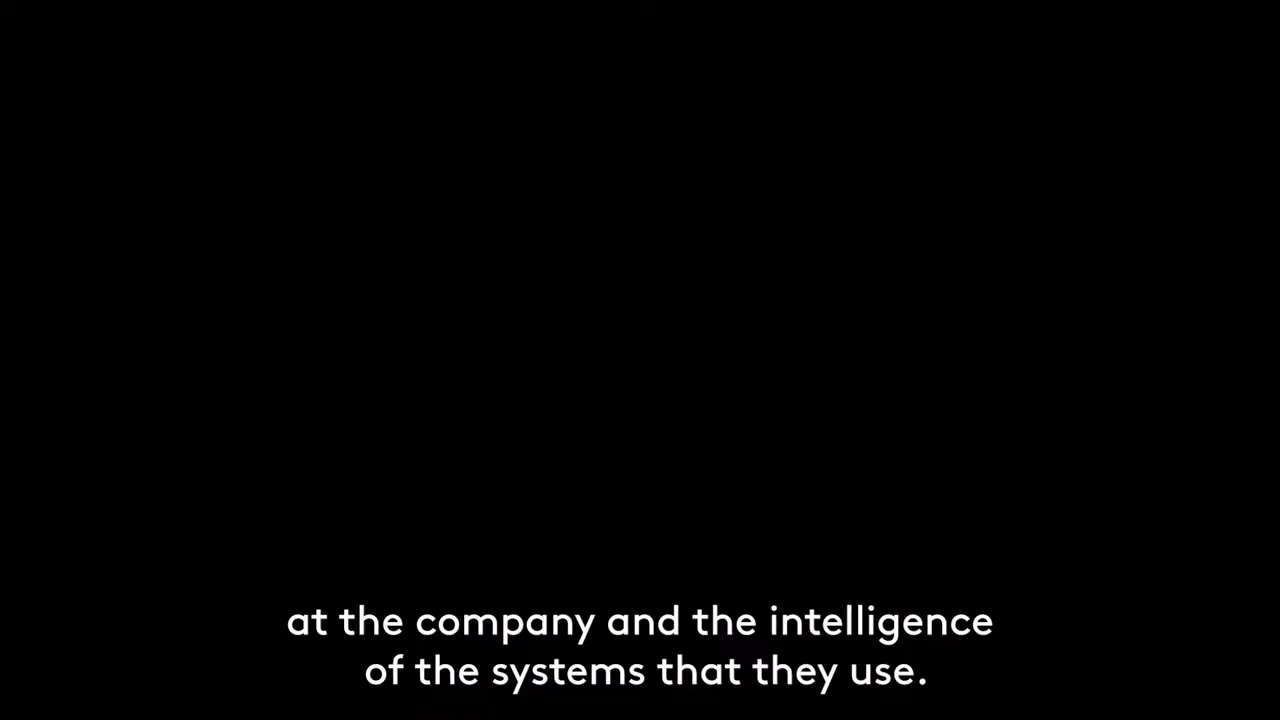 at the company and the intelligence
of the systems that they use.